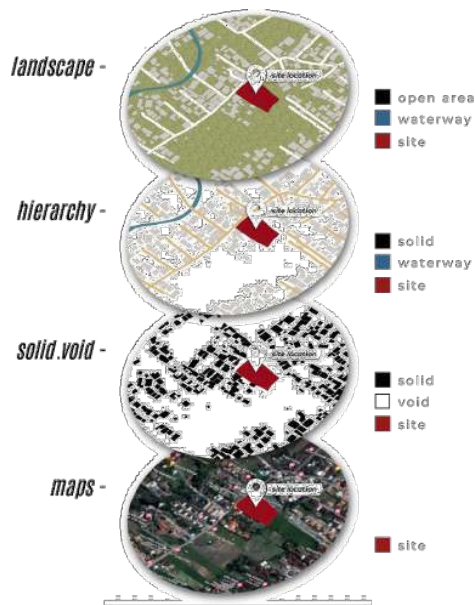 landscape -
/site location
open area
waterway
site
hierarchy -
site location
solid
waterway
site
solid.void -
site location
solid
void
site
maps -
site location
site